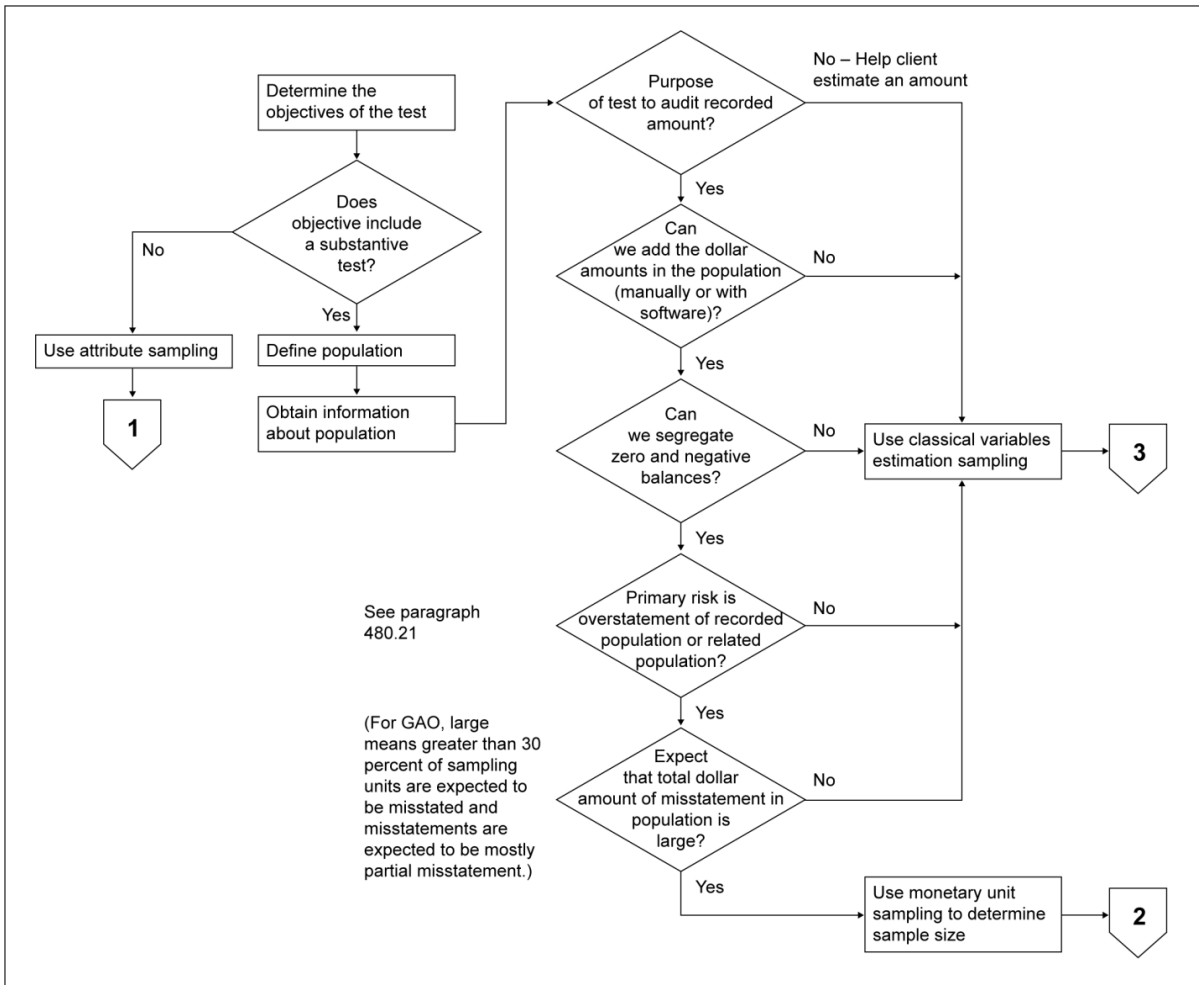 Determine the
objectives of the test
Does
objective include
a substantive
test?
No
Yes
Use attribute sampling
1
Define population
Obtain information
about population
Purpose
of test to audit recorded
amount?
No – Help client
estimate an amount
Yes
Can
we add the dollar
amounts in the population
(manually or with
software)?
No
Yes
Can
we segregate
zero and negative
balances?
No
Use classical variables
estimation sampling
3
Yes
See paragraph
480.21
Primary risk is
overstatement of recorded
population or related
population?
No
Yes
(For GAO, large
means greater than 30
percent of sampling
units are expected to
be misstated and
misstatements are
expected to be mostly
partial misstatement.)
Expect
that total dollar
amount of misstatement in
population is
large?
No
Yes
Use monetary unit
sampling to determine
sample size
2